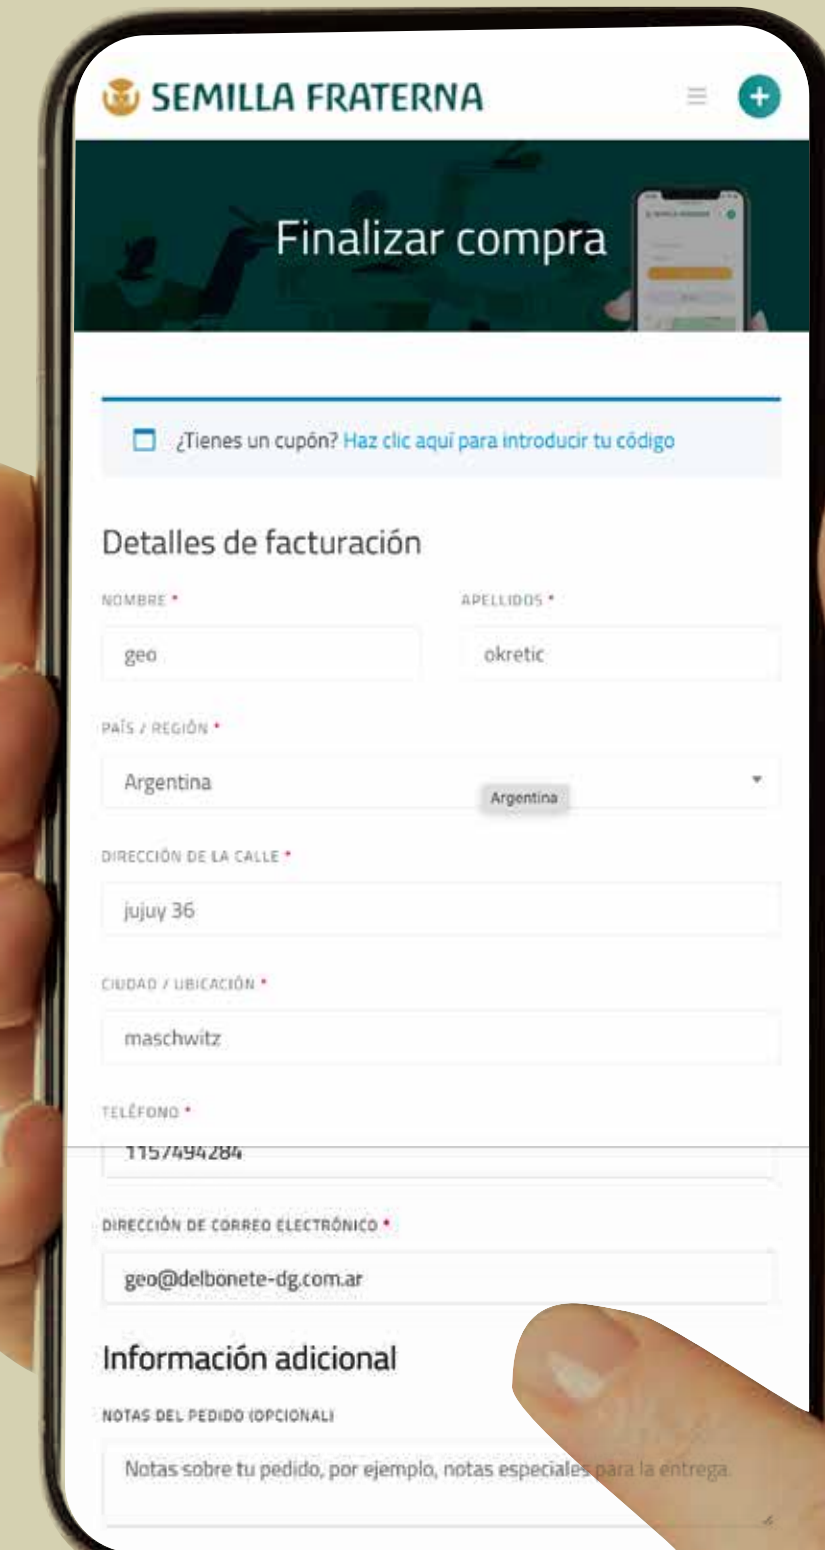 SEMILLA FRATERNA
Finalizar compra
¿Tienes un cupón? Haz clic aquí para introducir tu código
Detalles de facturación
NOMBRE *
APELLIDOS *
geo
okretic
PAÍS / REGIÓN *
Argentina
Argentina
DIRECCIÓN DE LA CALLE *
jujuy 36
CIUDAD / UBICACIÓN *
maschwitz
TELÉFONO *
1157494284
DIRECCIÓN DE CORREO ELECTRÓNICO *
geo@delbonete-dg.com.ar
Información adicional
NOTAS DEL PEDIDO (OPCIONAL)
Notas sobre tu pedido, por ejemplo, notas especiales para la entrega.